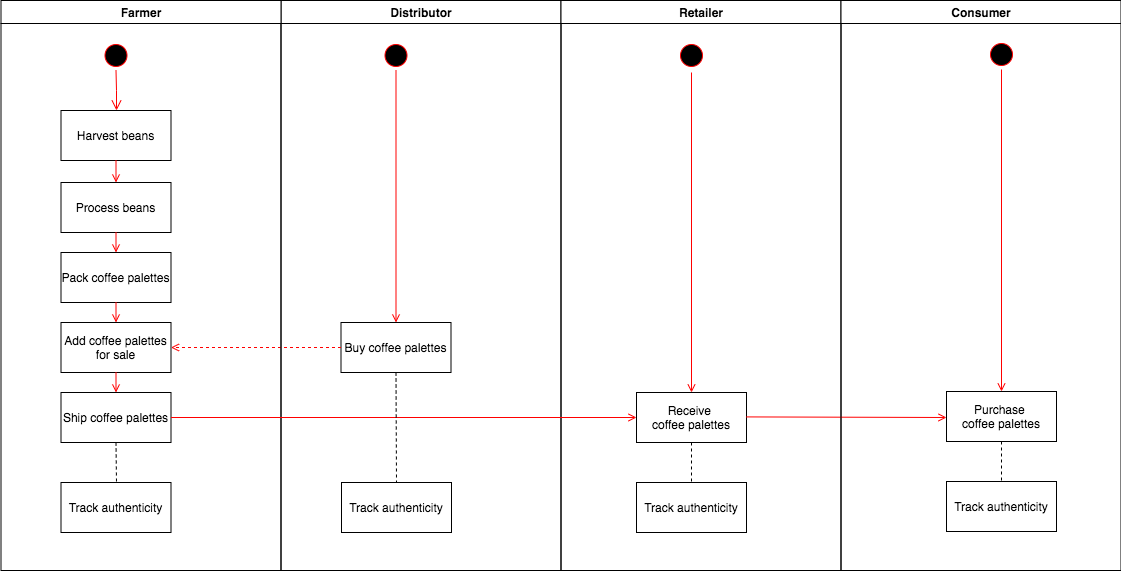 Farmer
Distributor
Retailer
Consumer
Harvest beans
Process beans
Pack coffee palettes
Add coffee palettes
for sale
Buy coffee palettes
Ship coffee palettes
Receive
coffee palettes
Purchase
coffee palettes
Track authenticity
Track authenticity
Track authenticity
Track authenticity